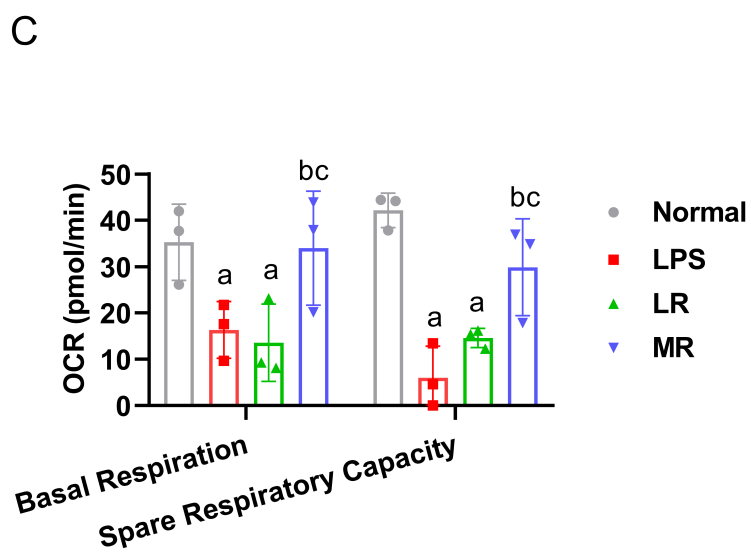 C
OCR (pmol/min)
50
40
30
20
10
0
a
a
bc
a
a
bc
Basal Respiration
Spare Respiratory Capacity
Normal
LPS
LR
MR